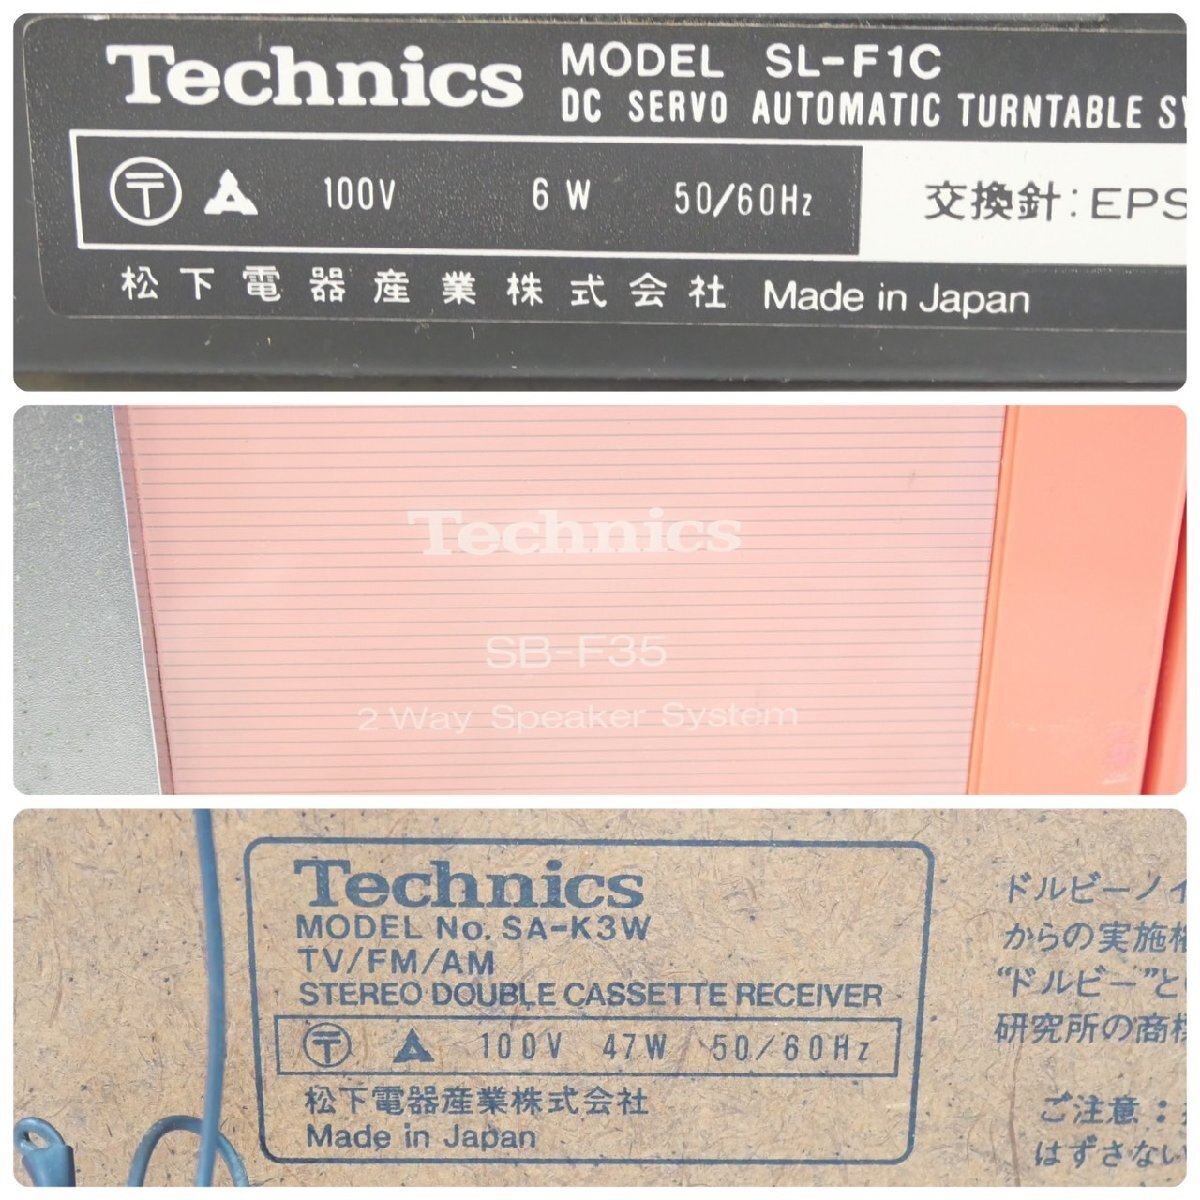 Technics MODEL SL-F1C
DC SERVO AUTOMATIC TURNTABLE
〒 100V 6W 50/60Hz 交換針:EPS
松下電器産業株式会社 Made in Japan
Technics
SB-F35
2 Way Speaker System
Technics
MODEL No. SA-K3W
TV/FM/AM
STEREO DOUBLE CASSETTE RECEIVER
〒 100V 47W 50/60Hz
松下電器産業株式会社
Made in Japan
ドルビーノイ
からの実施権
“ドルビー”と
研究所の商標
ご注意:
はずさない